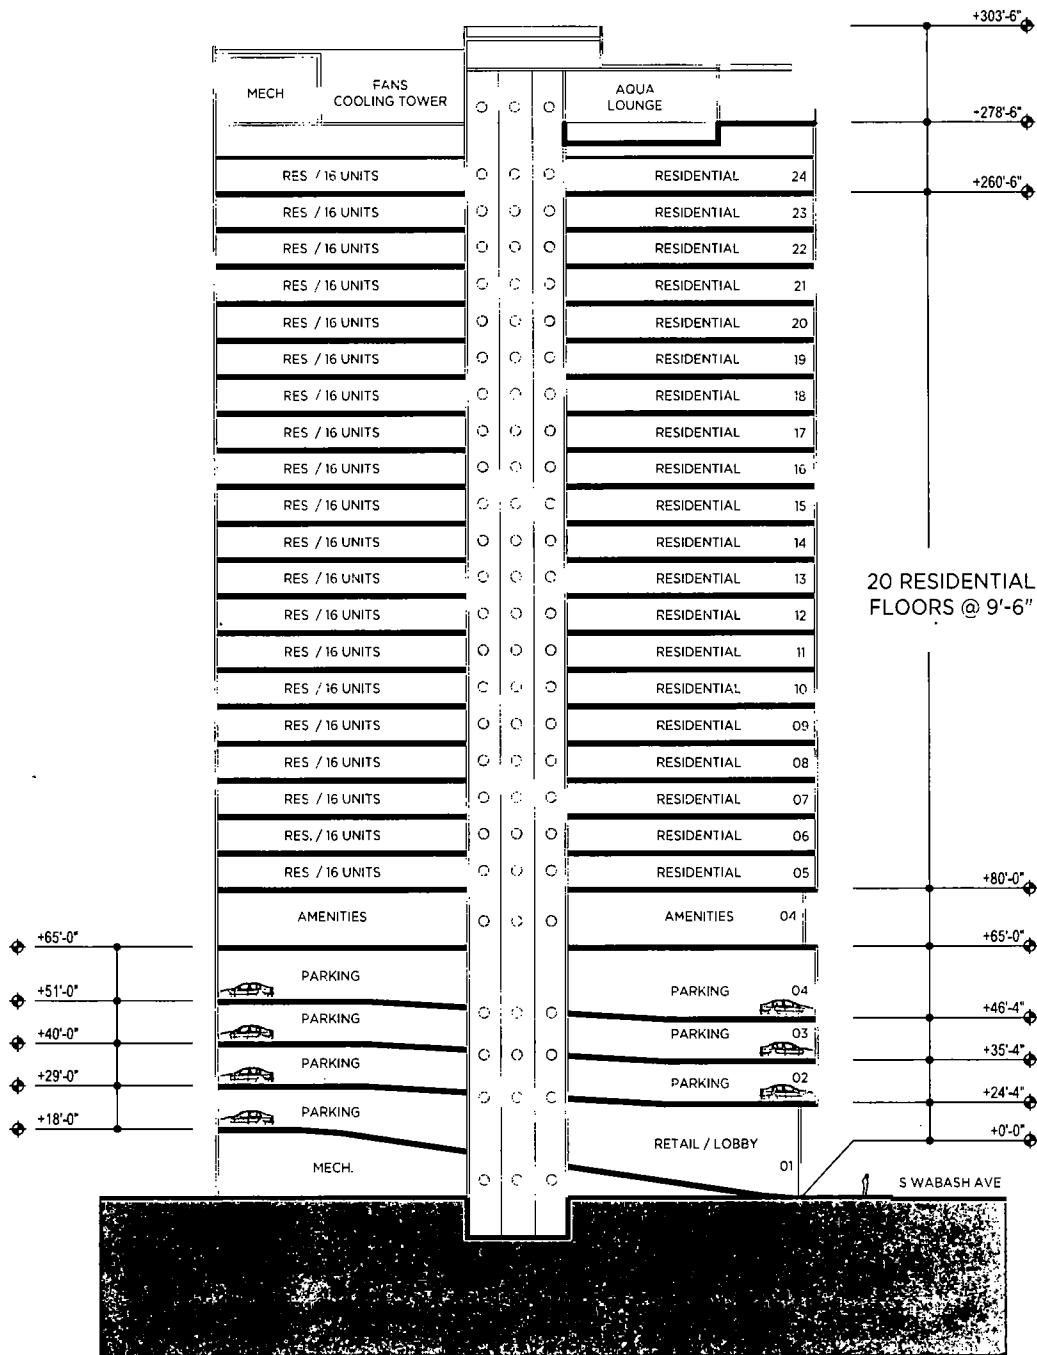 +303'-6"
MECH
FANS
COOLING TOWER
AQUA
LOUNGE
+278'-6"
RES / 16 UNITS
RESIDENTIAL 24
+260'-6"
RES / 16 UNITS
RESIDENTIAL 23
RES / 16 UNITS
RESIDENTIAL 22
RES / 16 UNITS
RESIDENTIAL 21
RES / 16 UNITS
RESIDENTIAL 20
RES / 16 UNITS
RESIDENTIAL 19
RES / 16 UNITS
RESIDENTIAL 18
RES / 16 UNITS
RESIDENTIAL 17
RES / 16 UNITS
RESIDENTIAL 16
RES / 16 UNITS
RESIDENTIAL 15
RES / 16 UNITS
RESIDENTIAL 14
RES / 16 UNITS
RESIDENTIAL 13
20 RESIDENTIAL
FLOORS @ 9'-6"
RES / 16 UNITS
RESIDENTIAL 12
RES / 16 UNITS
RESIDENTIAL 11
RES / 16 UNITS
RESIDENTIAL 10
RES / 16 UNITS
RESIDENTIAL 09
RES / 16 UNITS
RESIDENTIAL 08
RES / 16 UNITS
RESIDENTIAL 07
RES. / 16 UNITS
RESIDENTIAL 06
RES / 16 UNITS
RESIDENTIAL 05
+80'-0"
AMENITIES
AMENITIES 04
+65'-0"
+65'-0"
PARKING
PARKING 04
+51'-0"
+46'-4"
PARKING
PARKING 03
+40'-0"
+35'-4"
PARKING
PARKING 02
+29'-0"
+24'-4"
PARKING
+18'-0"
+0'-0"
RETAIL / LOBBY
01
MECH.
S WABASH AVE